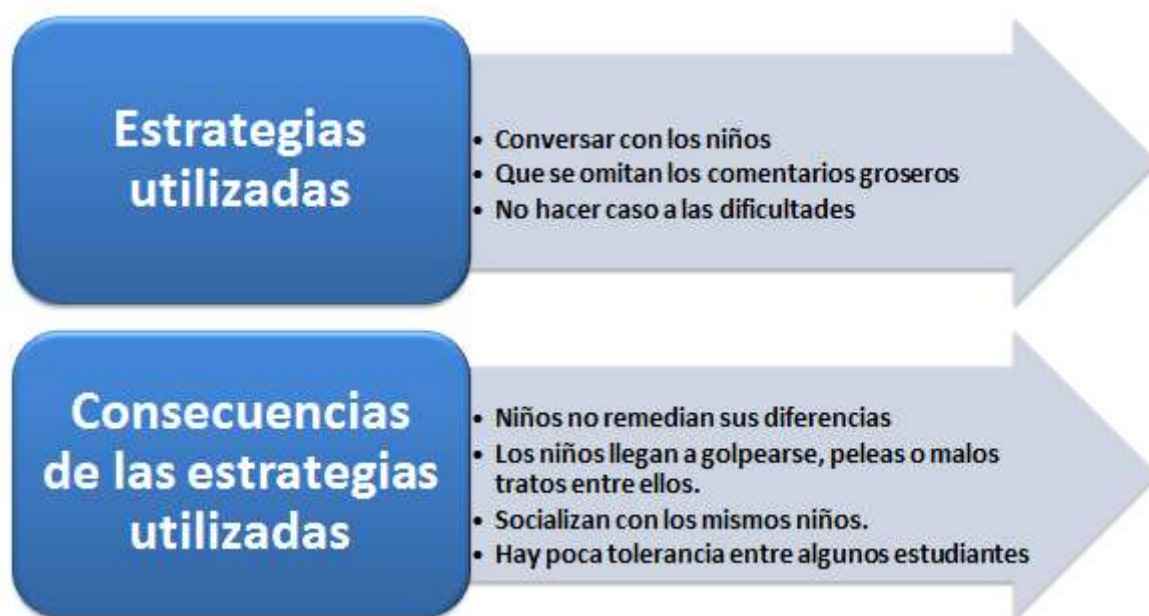 Estrategias
utilizadas
• Conversar con los niños
• Que se omitan los comentarios groseros
• No hacer caso a las dificultades
Consecuencias
de las estrategias
utilizadas
• Niños no remedian sus diferencias
• Los niños llegan a golpearse, peleas o malos
tratos entre ellos.
• Socializan con los mismos niños.
• Hay poca tolerancia entre algunos estudiantes